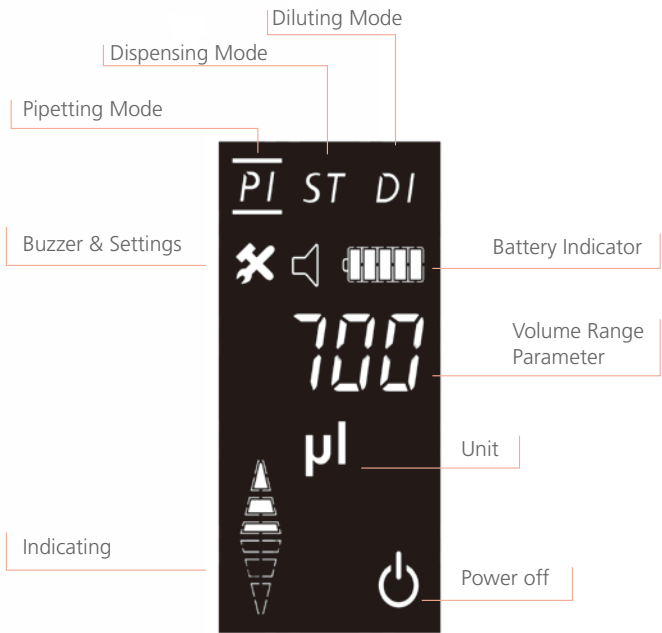 Diluting Mode
Dispensing Mode
Pipetting Mode
PI ST DI
Buzzer & Settings
Battery Indicator
700
Volume Range
Parameter
µl
Unit
Indicating
Power off